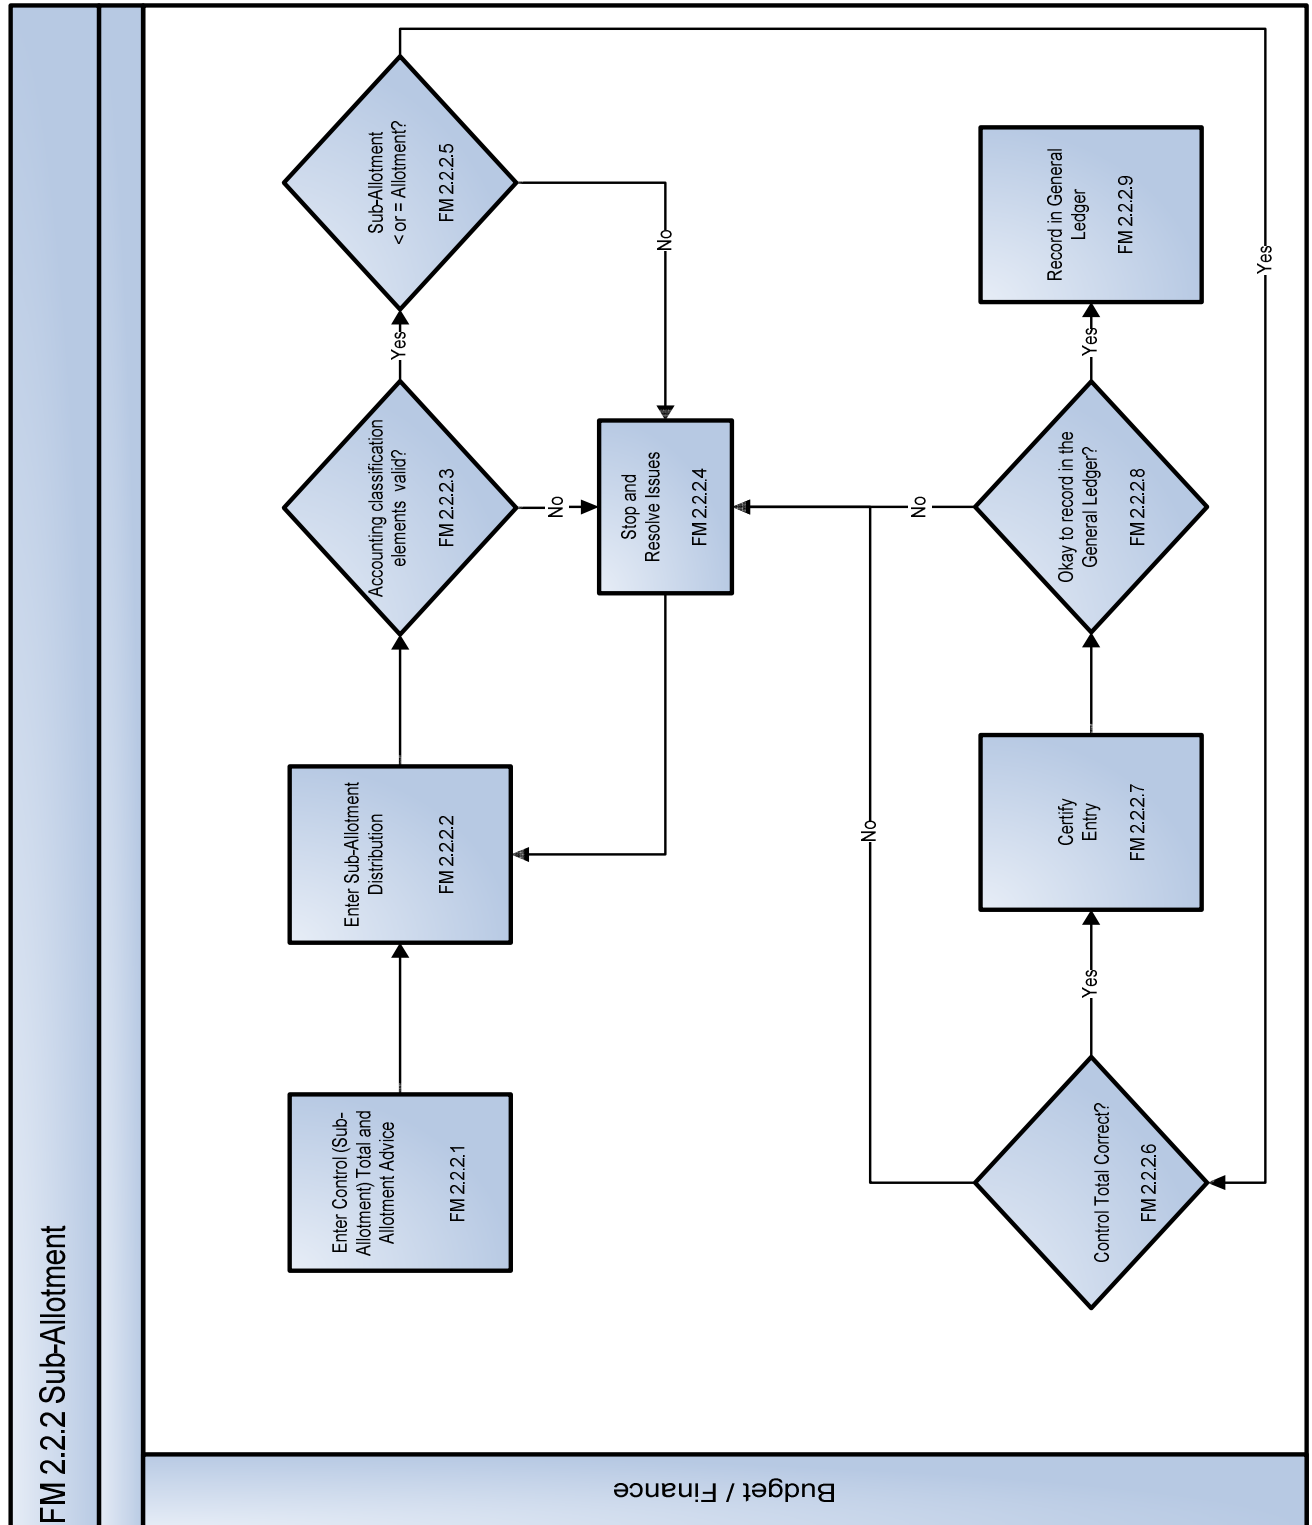 FM 2.2.2 Sub-Allotment
Budget / Finance
Enter Control (Sub-
Allotment) Total and
Allotment Advice
FM 2.2.2.1
Enter Sub-Allotment
Distribution
FM 2.2.2.2
Accounting classification
elements valid?
FM 2.2.2.3
Yes
No
Sub-Allotment
< or = Allotment?
FM 2.2.2.5
No
Yes
Stop and
Resolve Issues
FM 2.2.2.4
No
No
Control Total Correct?
FM 2.2.2.6
Yes
Certify
Entry
FM 2.2.2.7
Okay to record in the
General Ledger?
FM 2.2.2.8
Yes
Record in General
Ledger
FM 2.2.2.9